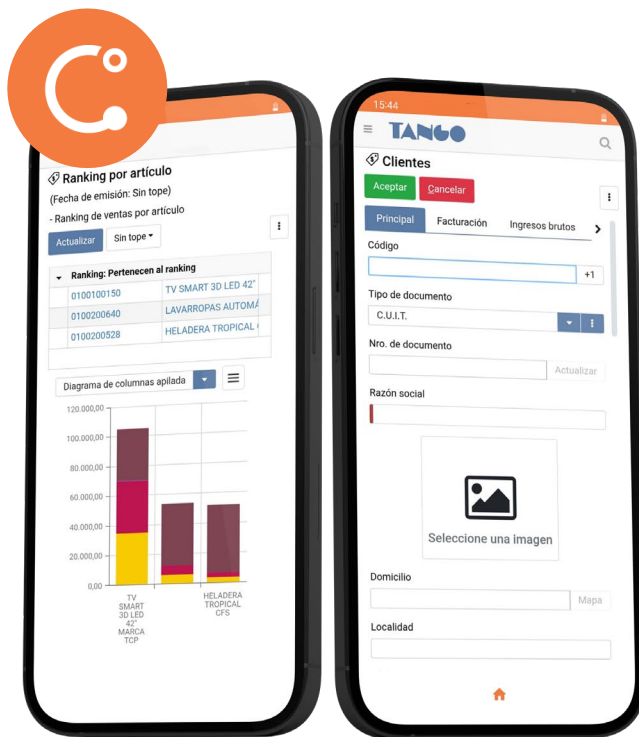 Ranking por artículo
(Fecha de emisión: Sin tope)
- Ranking de ventas por artículo
Actualizar
Sin tope
Ranking: Pertenecen al ranking
0100100150
TV SMART 3D LED 42"
0100200640
LAVARROPAS AUTOMÁ
0100200528
HELADERA TROPICAL
Diagrama de columnas apilada
120.000,00
100.000,00
80.000,00
60.000,00
40.000,00
20.000,00
0,00
TV
SMART
3D LED
42"
MARCA
TCP
HELADERA
TROPICAL
CFS
15:44
TANGO
Clientes
Aceptar
Cancelar
Principal
Facturación
Ingresos brutos
Código
+1
Tipo de documento
C.U.I.T.
Nro. de documento
Actualizar
Razón social
Seleccione una imagen
Domicilio
Mapa
Localidad